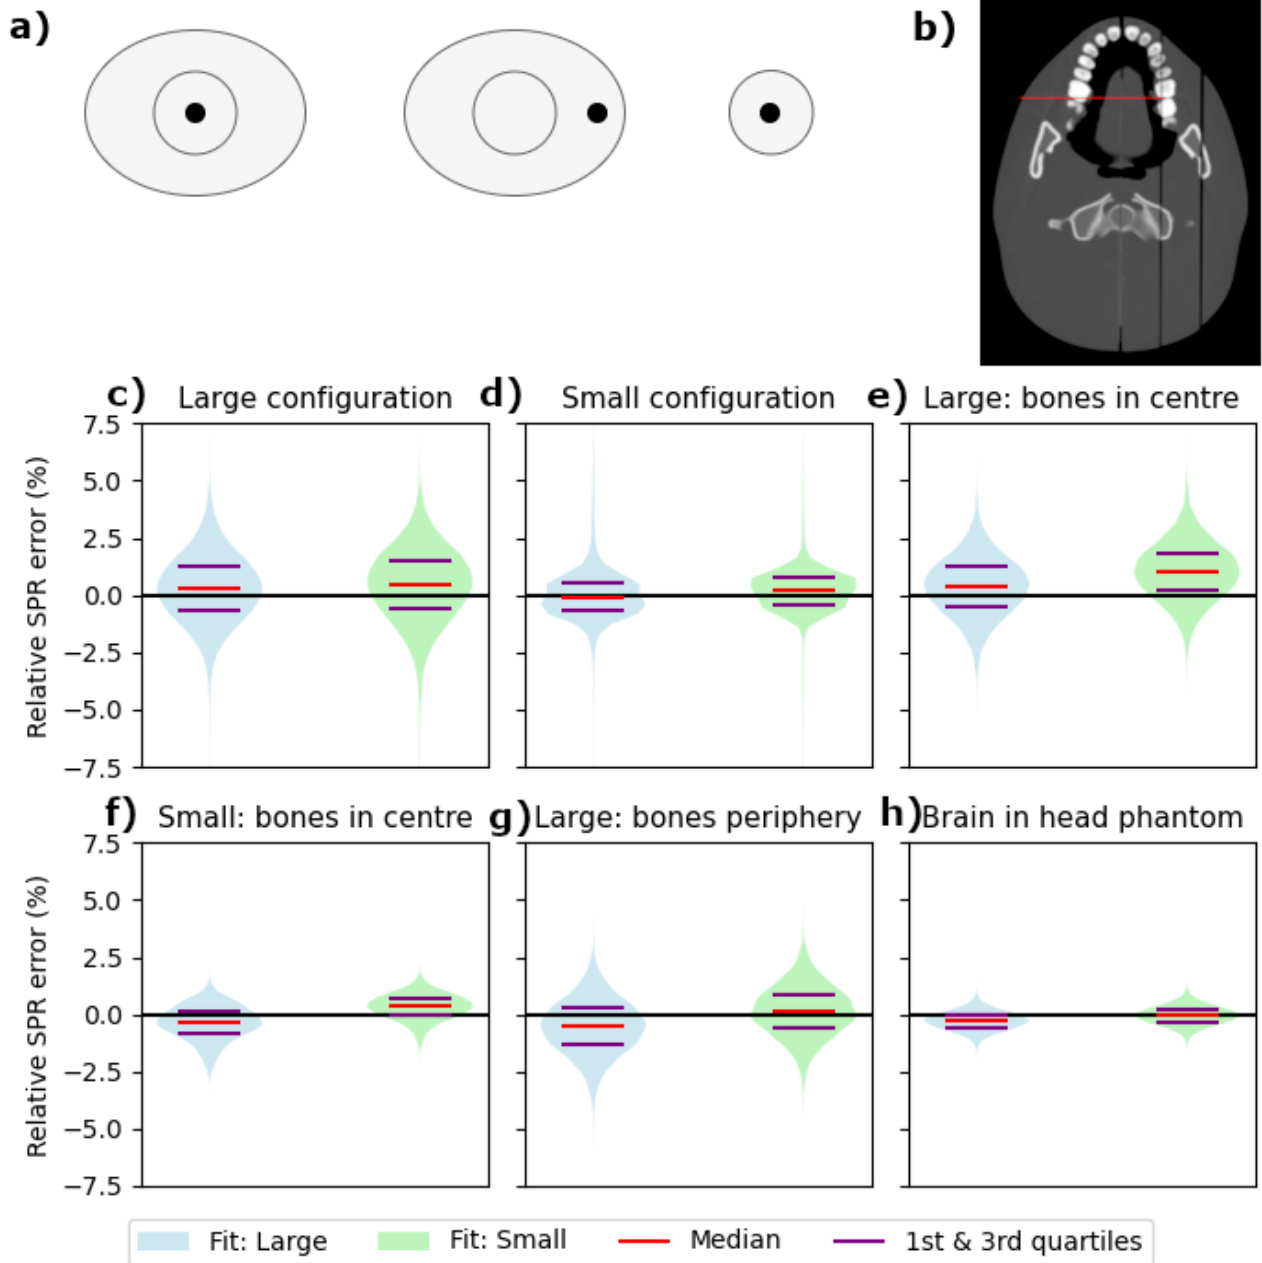 a)
b)
c) Large configuration
d) Small configuration
e) Large: bones in centre
Relative SPR error (%)
7.5
5.0
2.5
0.0
−2.5
−5.0
−7.5
f) Small: bones in centre
g) Large: bones periphery
h) Brain in head phantom
Relative SPR error (%)
7.5
5.0
2.5
0.0
−2.5
−5.0
−7.5
Fit: Large
Fit: Small
Median
1st & 3rd quartiles